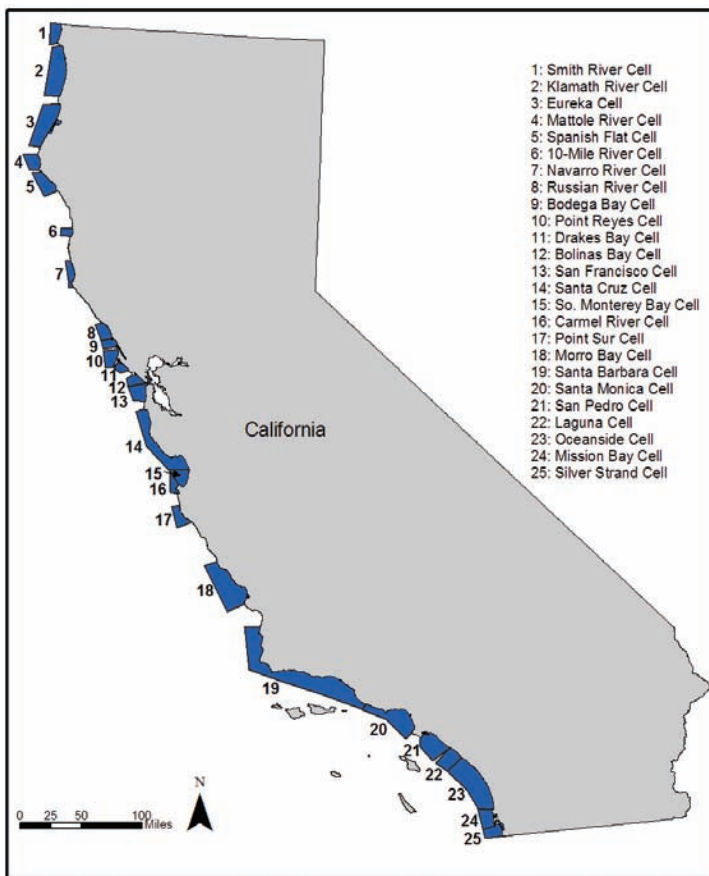 1: Smith River Cell
2: Klamath River Cell
3: Eureka Cell
4: Mattole River Cell
5: Spanish Flat Cell
6: 10-Mile River Cell
7: Navarro River Cell
8: Russian River Cell
9: Bodega Bay Cell
10: Point Reyes Cell
11: Drakes Bay Cell
12: Bolinas Bay Cell
13: San Francisco Cell
14: Santa Cruz Cell
15: So. Monterey Bay Cell
16: Carmel River Cell
17: Point Sur Cell
18: Morro Bay Cell
19: Santa Barbara Cell
20: Santa Monica Cell
21: San Pedro Cell
22: Laguna Cell
23: Oceanside Cell
24: Mission Bay Cell
25: Silver Strand Cell
1
2
3
4
5
6
7
8
9
10
11
12
13
California
14
15
16
17
18
19
20
21
22
23
24
25
N
0 25 50 100
Miles